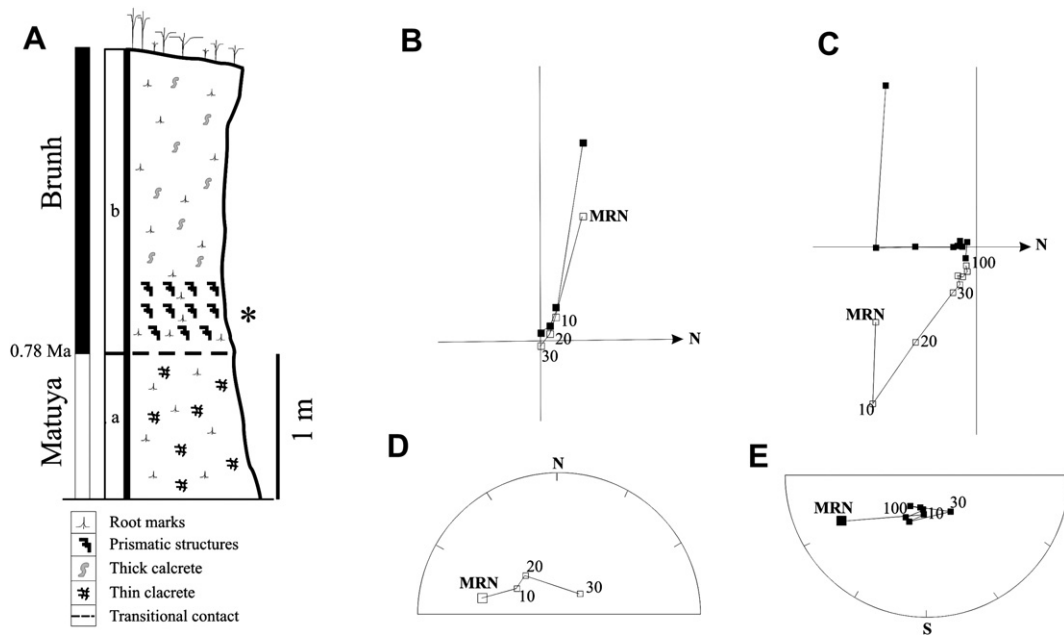 A
Brunh
b
0.78 Ma
*
Matuya
a
1 m
Root marks
Prismatic structures
Thick calcrete
Thin clacrete
Transitional contact
B
MRN
10
20
30
N
C
N
100
30
MRN
20
10
D
N
MRN
20
10
30
E
MRN
100
10
30
S